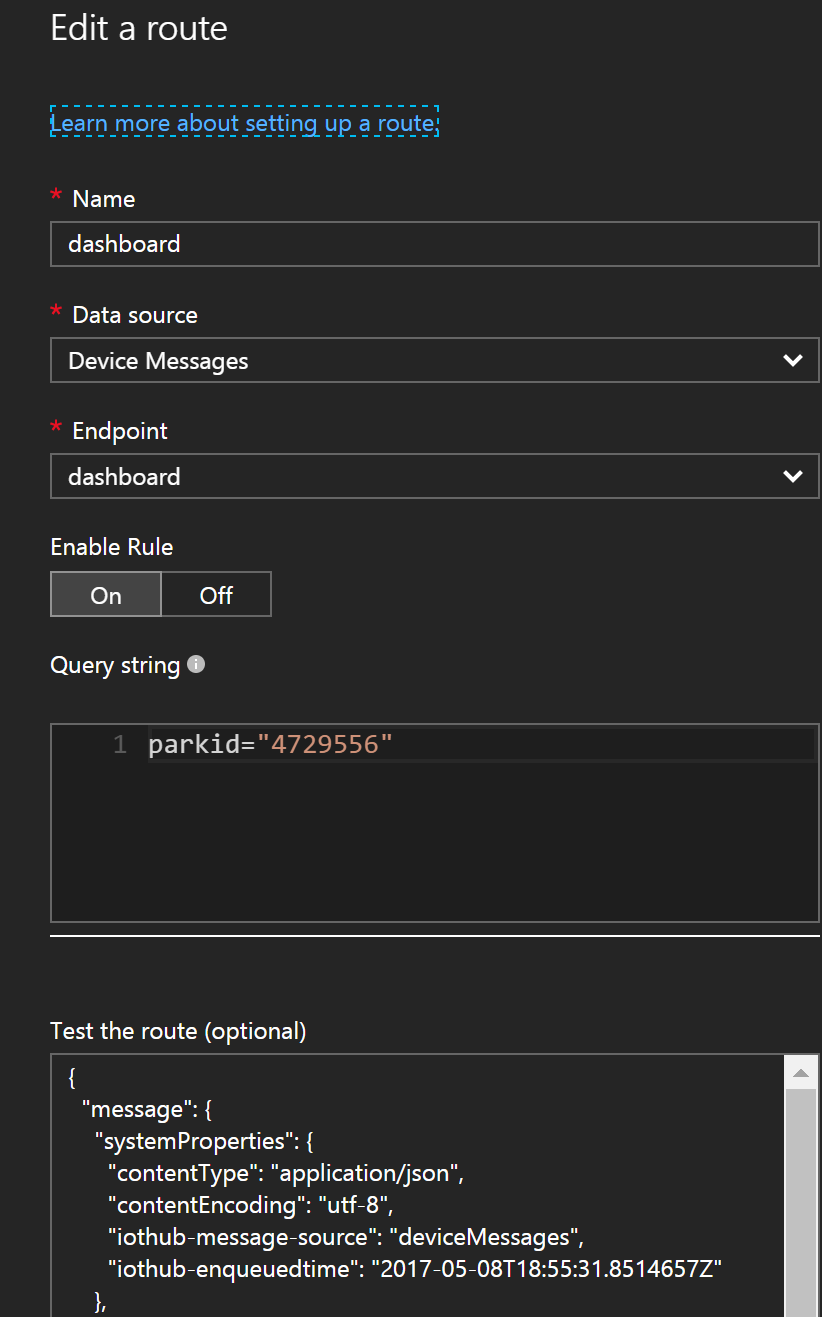 Edit a route
Learn more about setting up a route.
* Name
dashboard
* Data source
Device Messages
* Endpoint
dashboard
Enable Rule
On Off
Query string
1 parkid="4729556"
Test the route (optional)
{
"message": {
"systemProperties": {
"contentType": "application/json",
"contentEncoding": "utf-8",
"iothub-message-source": "deviceMessages",
"iothub-enqueuedtime": "2017-05-08T18:55:31.8514657Z"
},